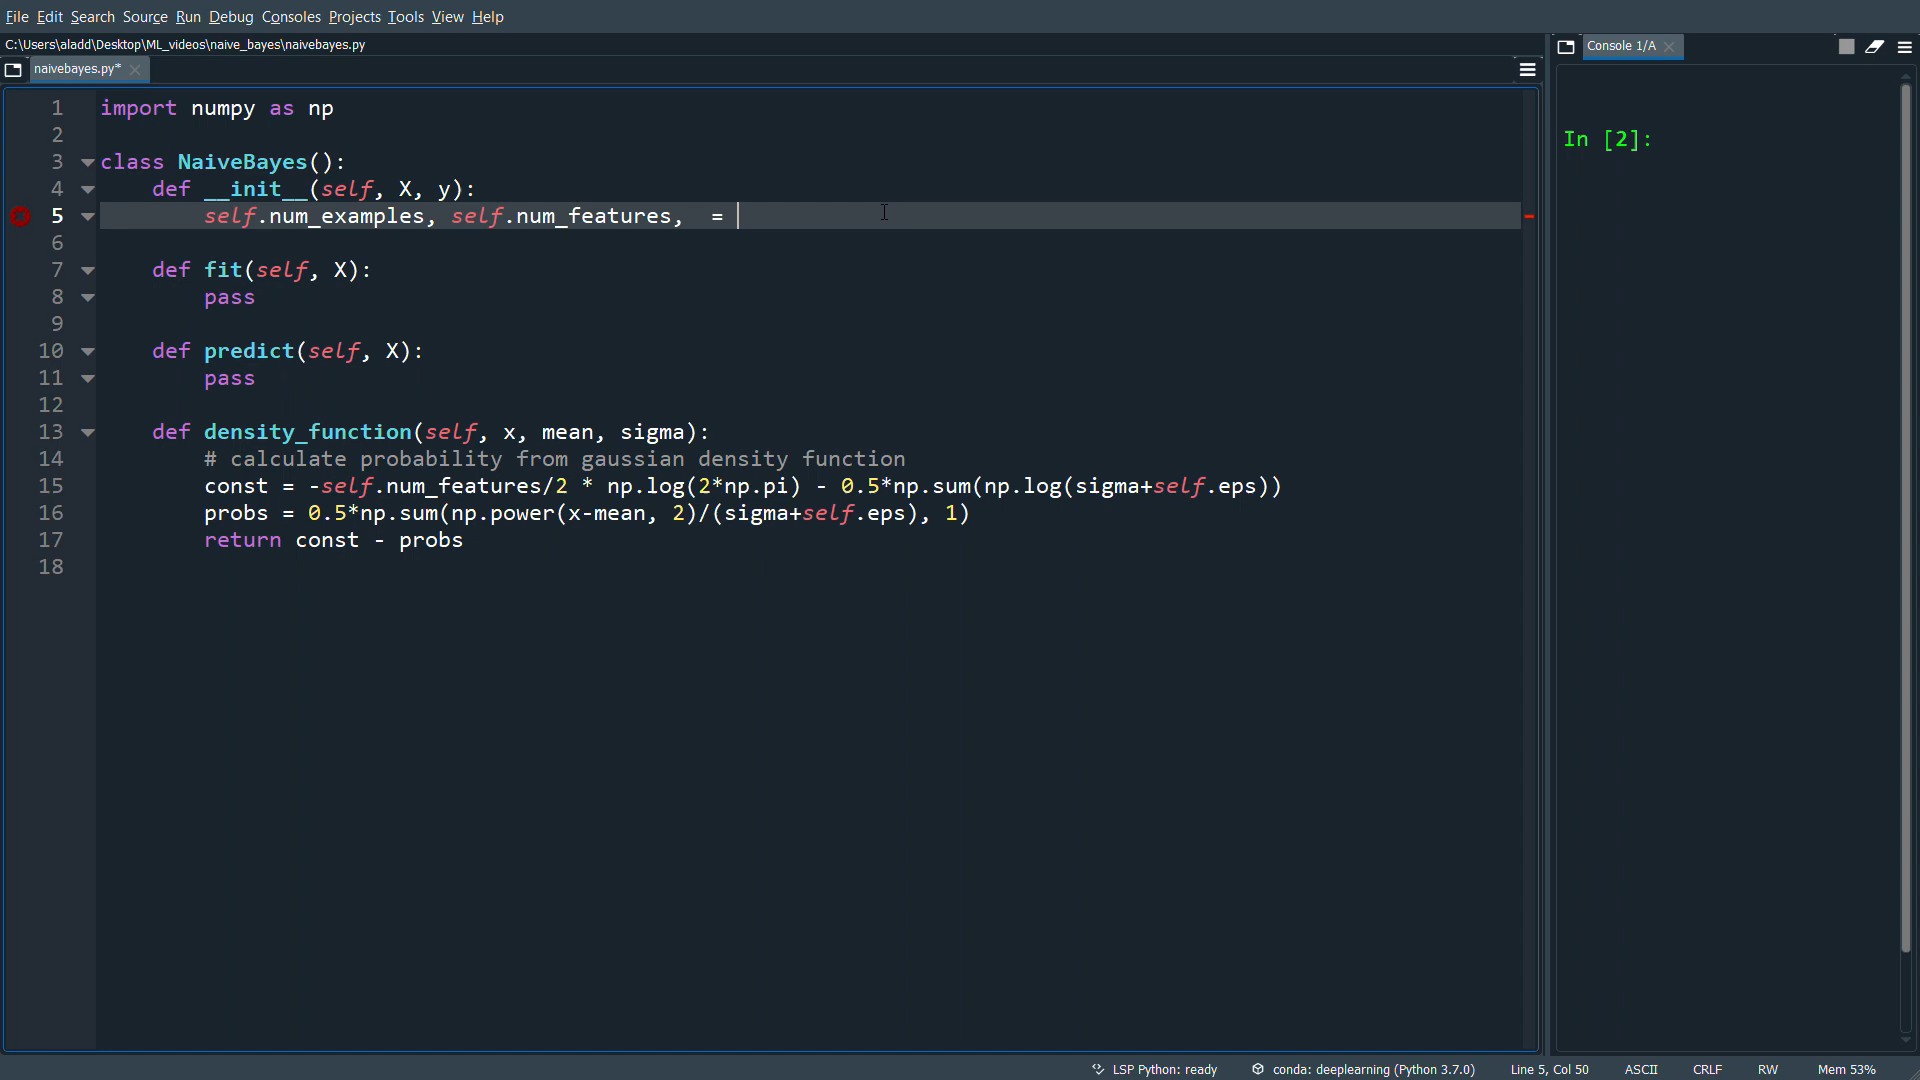 File Edit Search Source Run Debug Consoles Projects Tools View Help
C:\Users\aladd\Desktop\ML_videos\naive_bayes\naivebayes.py
naivebayes.py*
1 import numpy as np
2
3 class NaiveBayes():
4     def __init__(self, X, y):
5         self.num_examples, self.num_features,  =
6
7     def fit(self, X):
8         pass
9
10     def predict(self, X):
11         pass
12
13     def density_function(self, x, mean, sigma):
14         # calculate probability from gaussian density function
15         const = -self.num_features/2 * np.log(2*np.pi) - 0.5*np.sum(np.log(sigma+self.eps))
16         probs = 0.5*np.sum(np.power(x-mean, 2)/(sigma+self.eps), 1)
17         return const - probs
18
Console 1/A
In [2]:
LSP Python: ready conda: deeplearning (Python 3.7.0) Line 5, Col 50 ASCII CRLF RW Mem 53%